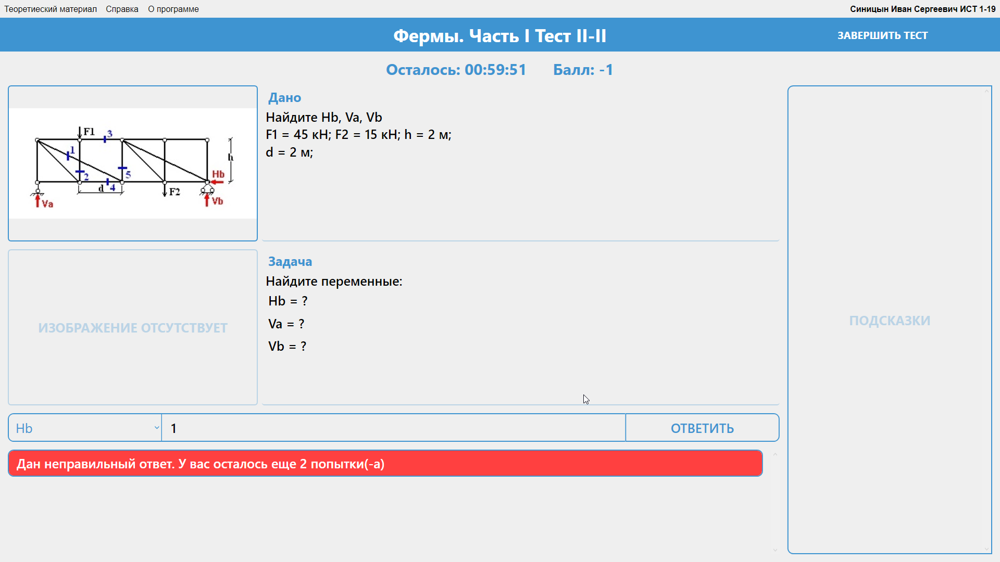 Теоретиеский материал Справка О программе Синицын Иван Сергеевич ИСТ 1-19
Фермы. Часть I Тест II-II ЗАВЕРШИТЬ ТЕСТ
Осталось: 00:59:51 Балл: -1
F1
3
1
h
2
5
Hb
d
4
F2
Va
Vb
Дано
Найдите Hb, Va, Vb
F1 = 45 кН; F2 = 15 кН; h = 2 м;
d = 2 м;
ИЗОБРАЖЕНИЕ ОТСУТСТВУЕТ
Задача
Найдите переменные:
Hb = ?
Va = ?
Vb = ?
ПОДСКАЗКИ
Hb 1 ОТВЕТИТЬ
Дан неправильный ответ. У вас осталось еще 2 попытки(-а)